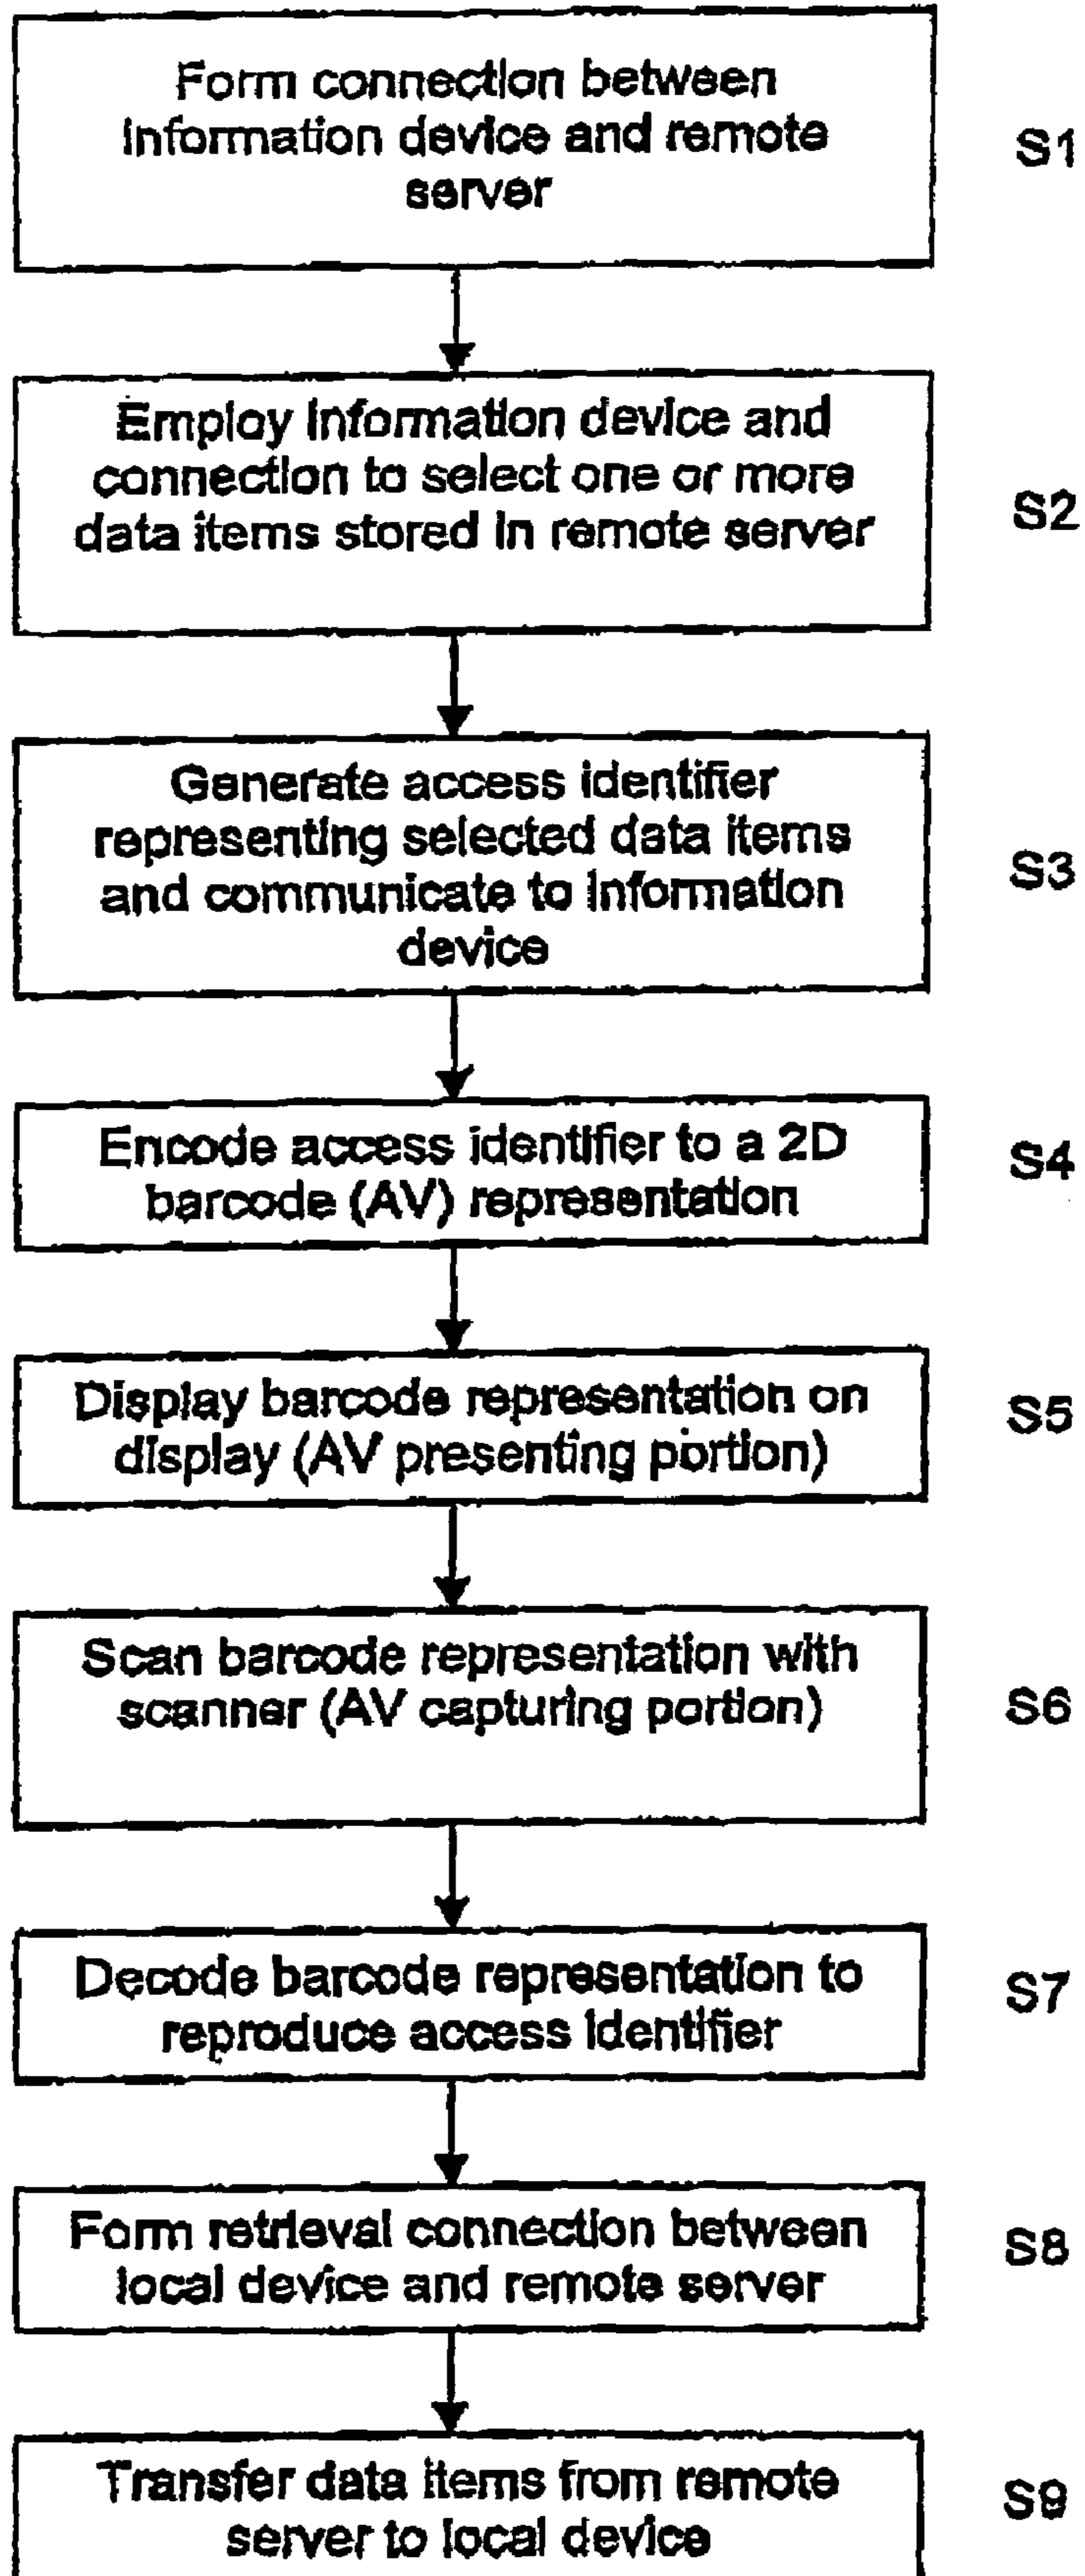 Form connection between
information device and remote
server
S1
Employ information device and
connection to select one or more
data items stored in remote server
S2
Generate access identifier
representing selected data items
and communicate to information
device
S3
Encode access identifier to a 2D
barcode (AV) representation
S4
Display barcode representation on
display (AV presenting portion)
S5
Scan barcode representation with
scanner (AV capturing portion)
S6
Decode barcode representation to
reproduce access identifier
S7
Form retrieval connection between
local device and remote server
S8
Transfer data items from remote
server to local device
S9